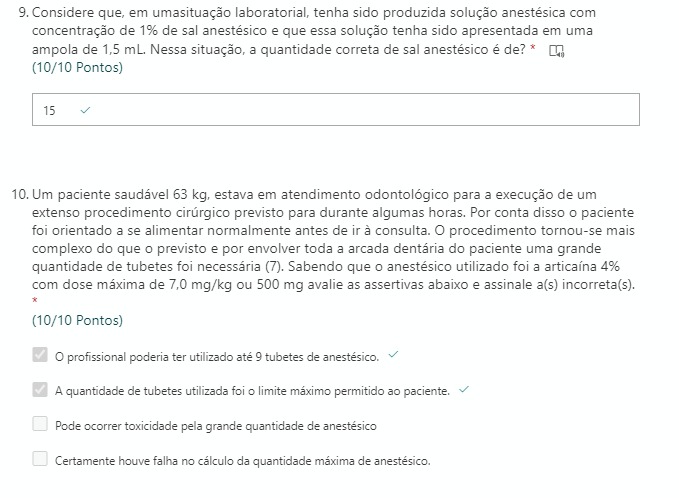 9. Considere que, em umasituação laboratorial, tenha sido produzida solução anestésica com
concentração de 1% de sal anestésico e que essa solução tenha sido apresentada em uma
ampola de 1,5 mL. Nessa situação, a quantidade correta de sal anestésico é de? *
(10/10 Pontos)
15
10. Um paciente saudável 63 kg, estava em atendimento odontológico para a execução de um
extenso procedimento cirúrgico previsto para durante algumas horas. Por conta disso o paciente
foi orientado a se alimentar normalmente antes de ir à consulta. O procedimento tornou-se mais
complexo do que o previsto e por envolver toda a arcada dentária do paciente uma grande
quantidade de tubetes foi necessária (7). Sabendo que o anestésico utilizado foi a articaína 4%
com dose máxima de 7,0 mg/kg ou 500 mg avalie as assertivas abaixo e assinale a(s) incorreta(s).
*
(10/10 Pontos)
O profissional poderia ter utilizado até 9 tubetes de anestésico.
A quantidade de tubetes utilizada foi o limite máximo permitido ao paciente.
Pode ocorrer toxicidade pela grande quantidade de anestésico
Certamente houve falha no cálculo da quantidade máxima de anestésico.